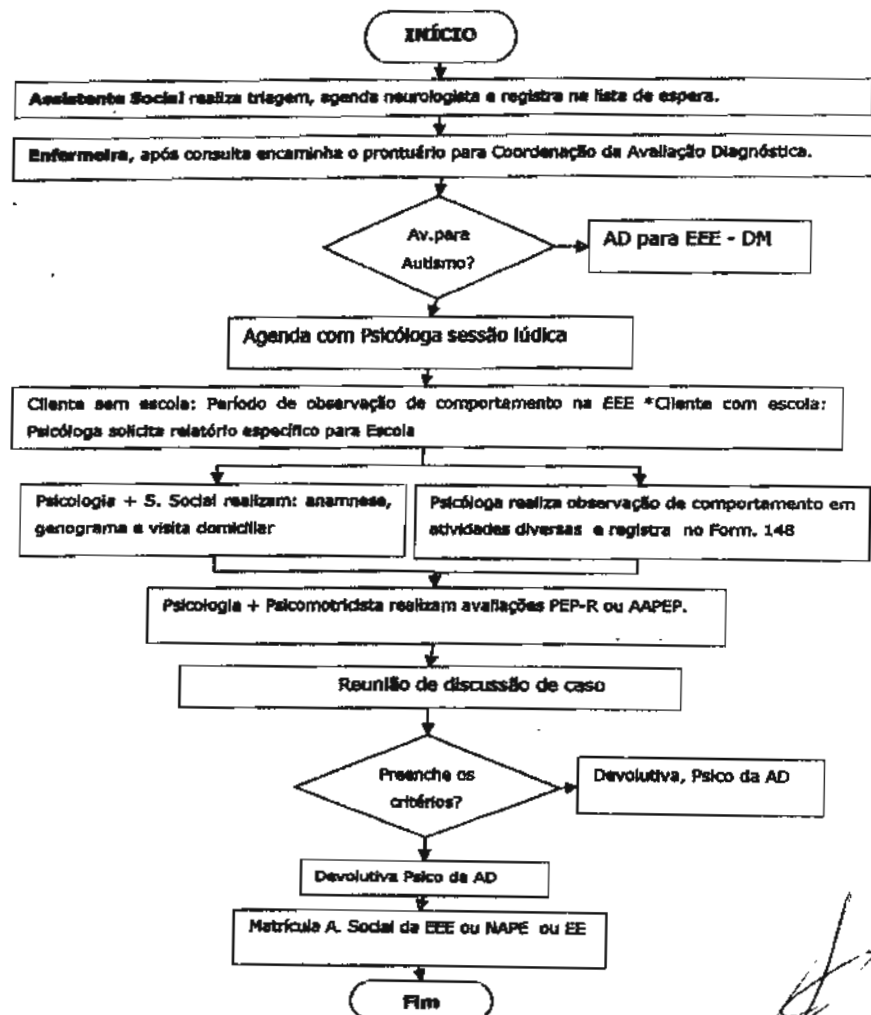 INÍCIO
Assistente Social realiza triagem, agenda neurologista e registra na lista de espera.
Enfermeira, após consulta encaminha o prontuário para Coordenação da Avaliação Diagnóstica.
Av.para
Autismo?
AD para EEE - DM
Agenda com Psicóloga sessão lúdica
Cliente sem escola: Período de observação de comportamento na EEE *Cliente com escola:
Psicóloga solicita relatório específico para Escola
Psicologia + S. Social realizam: anamnese,
genograma e visita domiciliar
Psicóloga realiza observação de comportamento em
atividades diversas e registra no Form. 148
Psicologia + Psicomotricista realizam avaliações PEP-R ou AAPEP.
Reunião de discussão de caso
Preenche os
critérios?
Devolutiva, Psico da AD
Devolutiva Psico da AD
Matrícula A. Social da EEE ou NAPE ou EE
Fim